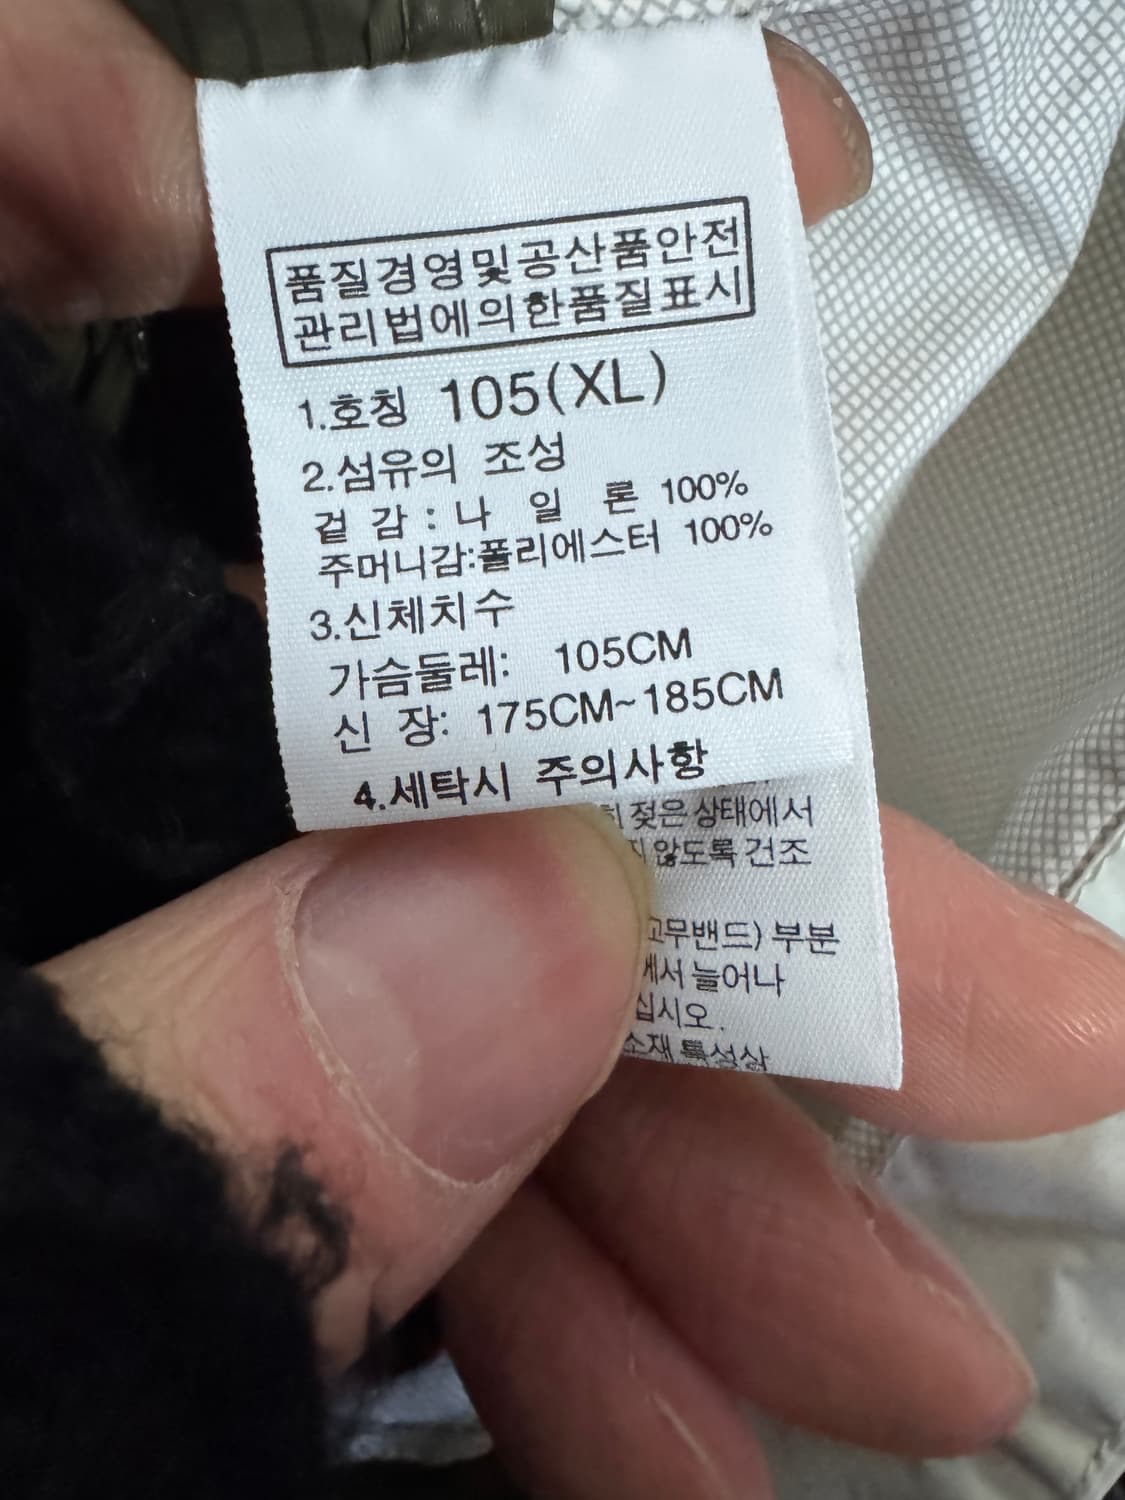 품질경영및공산품안전
관리법에의한품질표시
1.호칭 105(XL)
2.섬유의 조성
겉 감 : 나 일 론 100%
주머니감:폴리에스터 100%
3.신체치수
가슴둘레: 105CM
신 장: 175CM~185CM
4.세탁시 주의사항
젖은 상태에서
않도록 건조
고무밴드) 부분
에서 늘어나
십시오.
소재 특성상